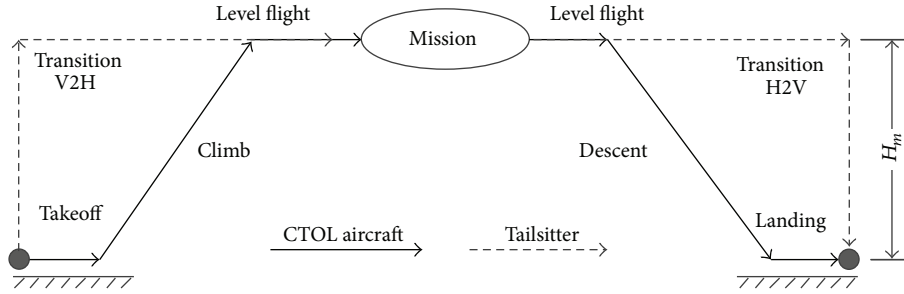 Level flight
Level flight
Mission
Transition
V2H
Transition
H2V
Climb
Descent
H_m
Takeoff
Landing
CTOL aircraft
Tailsitter